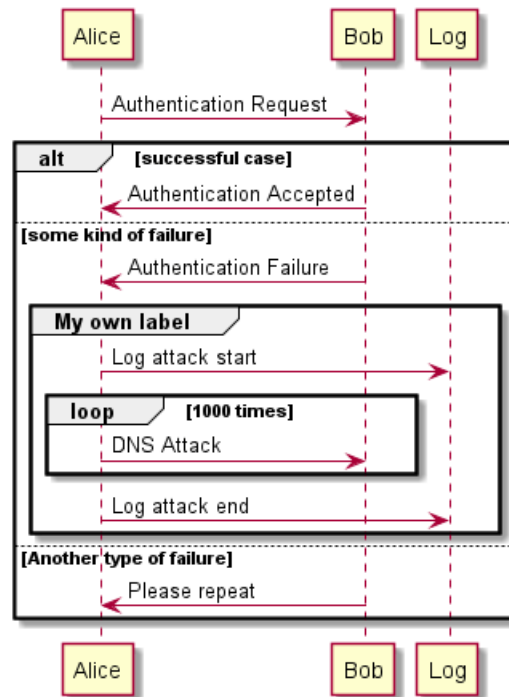 Alice Bob Log
Authentication Request
alt [successful case]
Authentication Accepted
[some kind of failure]
Authentication Failure
My own label
Log attack start
loop [1000 times]
DNS Attack
Log attack end
[Another type of failure]
Please repeat
Alice Bob Log